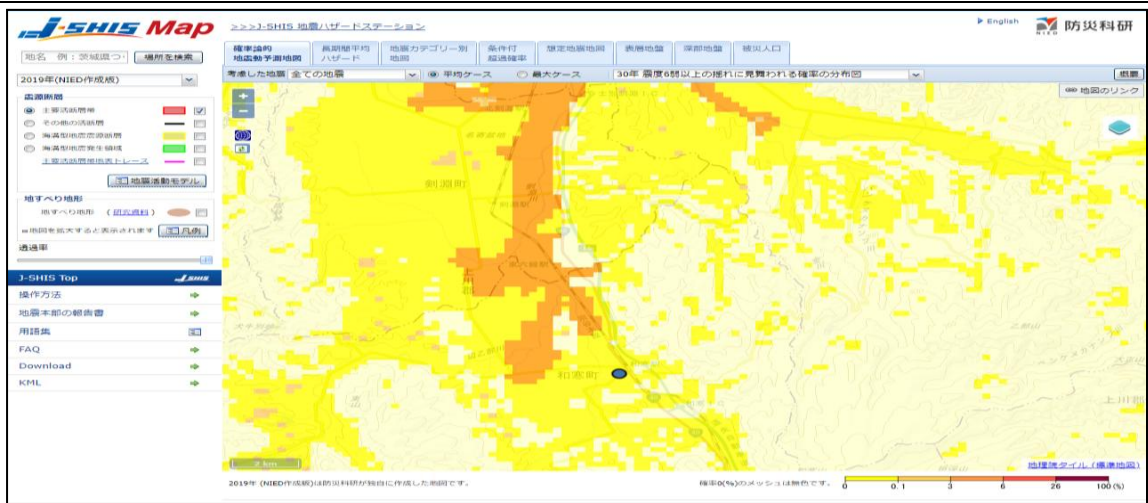 J-SHIS Map
>>>J-SHIS 地震ハザードステーション
English
NIED 防災科研
地名 例：茨城県つ
場所を検索
2019年(NIED作成版)
震源断層
主要活断層帯
その他の活断層
海溝型地震震源断層
海溝型地震発生領域
主要活断層帯地表トレース
地震活動モデル
地すべり地形
地すべり地形 (研究資料)
※地図を拡大すると表示されます 凡例
透過率
J-SHIS Top J-SHIS
操作方法
地震本部の報告書
用語集
FAQ
Download
KML
確率論的
地震動予測地図
長期間平均
ハザード
地震カテゴリー別
地図
条件付
超過確率
想定地震地図
表層地盤
深部地盤
被災人口
考慮した地震 全ての地震 平均ケース 最大ケース 30年 震度6弱以上の揺れに見舞われる確率の分布図 概要
地図のリンク
+
−
剣淵町
和寒町
上川郡
2 km
地理院タイル (標準地図)
2019年 (NIED作成版)は防災科研が独自に作成した地図です。
確率0(%)のメッシュは無色です。
0 0.1 3 6 26 100(%)